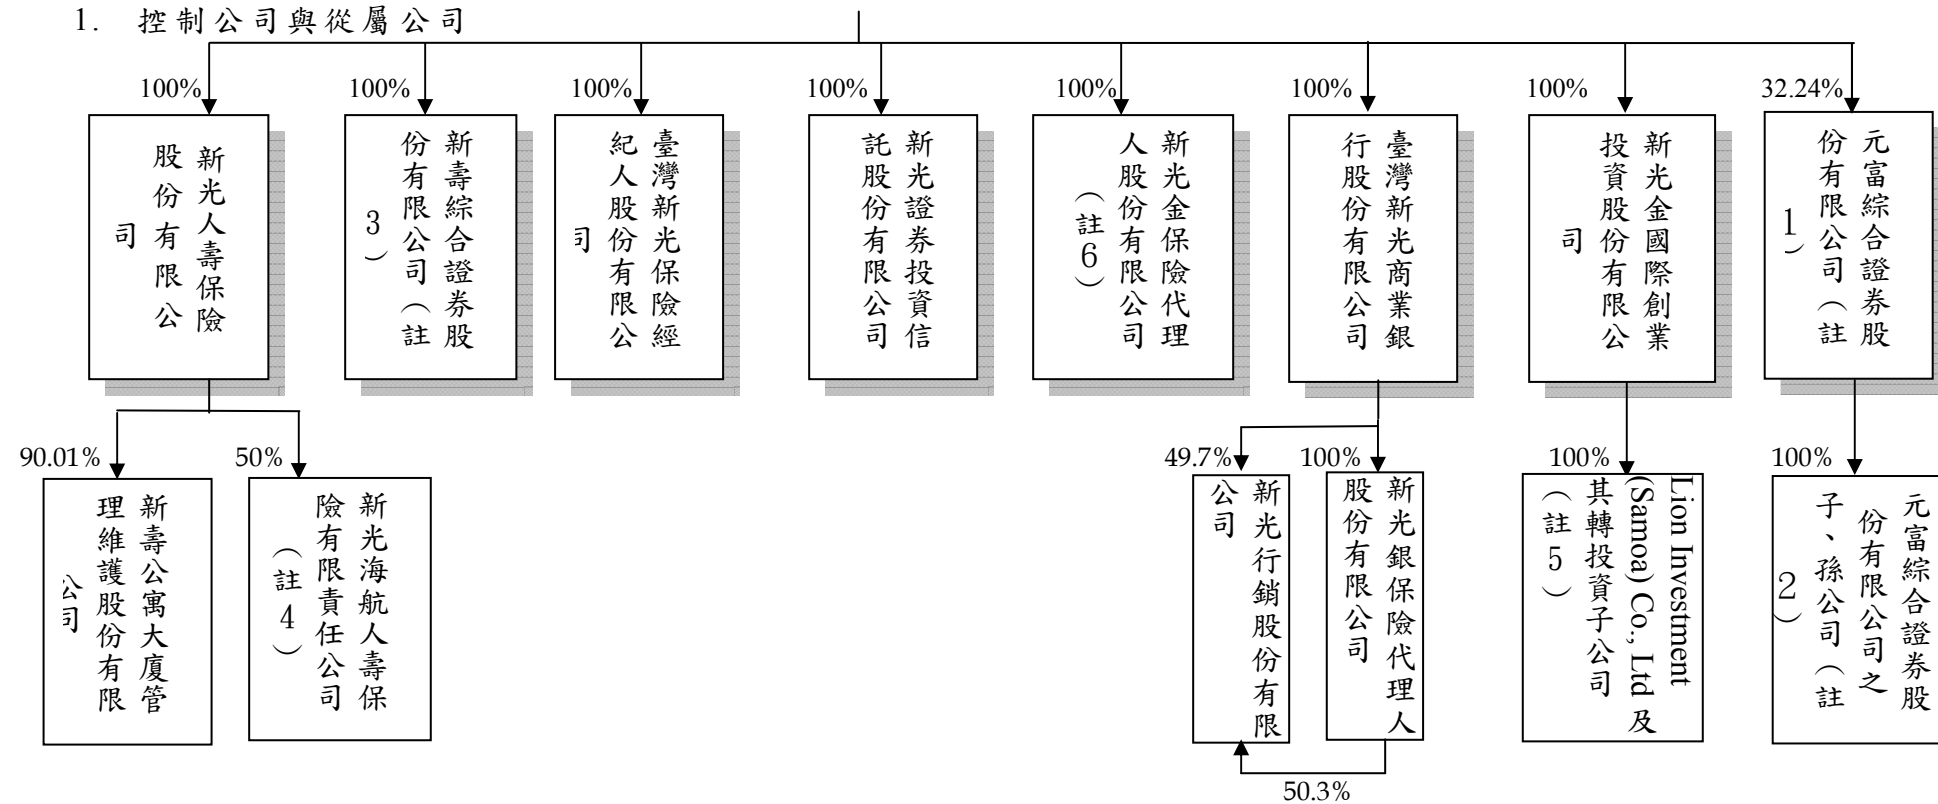 1. 控制公司與從屬公司
100%
100%
100%
100%
100%
100%
100%
32.24%
新光人壽保險
股份有限公
司
新壽綜合證券股
份有限公司（註
3）
臺灣新光保險經
紀人股份有限公
司
新光證券投資信
託股份有限公司
新光金保險代理
人股份有限公司
（註6）
臺灣新光商業銀
行股份有限公司
新光金國際創業
投資股份有限公
司
元富綜合證券股
份有限公司（註
1）
90.01%
50%
49.7%
100%
100%
100%
新壽公寓大廈管
理維護股份有限
公司
新光海航人壽保
險有限責任公司
（註4）
新光行銷股份有限
公司
新光銀保險代理人
股份有限公司
Lion Investment
(Samoa) Co., Ltd 及
其轉投資子公司
（註5）
元富綜合證券股
份有限公司之
子、孫公司（註
2）
50.3%